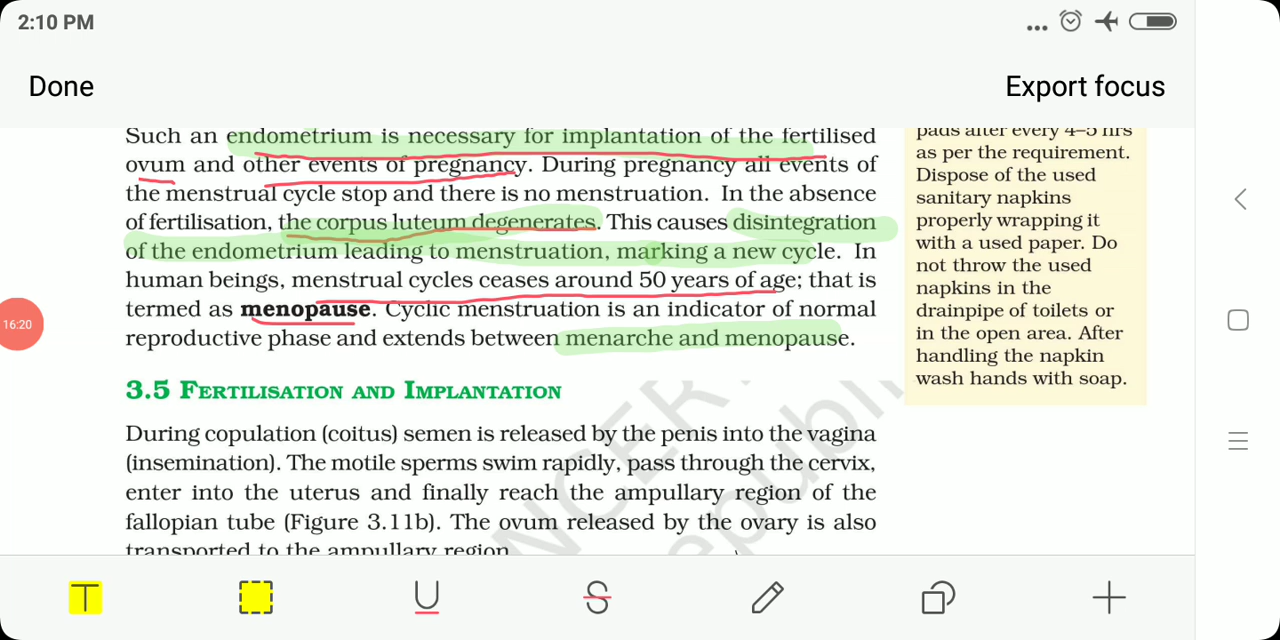 2:10 PM
Done
Export focus
Such an endometrium is necessary for implantation of the fertilised
ovum and other events of pregnancy. During pregnancy all events of
the menstrual cycle stop and there is no menstruation. In the absence
of fertilisation, the corpus luteum degenerates. This causes disintegration
of the endometrium leading to menstruation, marking a new cycle. In
human beings, menstrual cycles ceases around 50 years of age; that is
termed as menopause. Cyclic menstruation is an indicator of normal
reproductive phase and extends between menarche and menopause.
3.5 FERTILISATION AND IMPLANTATION
During copulation (coitus) semen is released by the penis into the vagina
(insemination). The motile sperms swim rapidly, pass through the cervix,
enter into the uterus and finally reach the ampullary region of the
fallopian tube (Figure 3.11b). The ovum released by the ovary is also
transported to the ampullary region
pads after every 4–5 hrs
as per the requirement.
Dispose of the used
sanitary napkins
properly wrapping it
with a used paper. Do
not throw the used
napkins in the
drainpipe of toilets or
in the open area. After
handling the napkin
wash hands with soap.
16:20
T
U
S